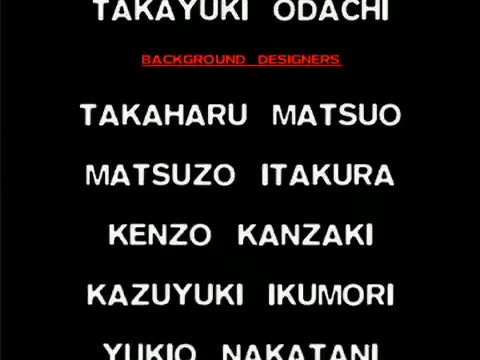 TAKAYUKI ODACHI
BACKGROUND DESIGNERS
TAKAHARU MATSUO
MATSUZO ITAKURA
KENZO KANZAKI
KAZUYUKI IKUMORI
YUKIO NAKATANI